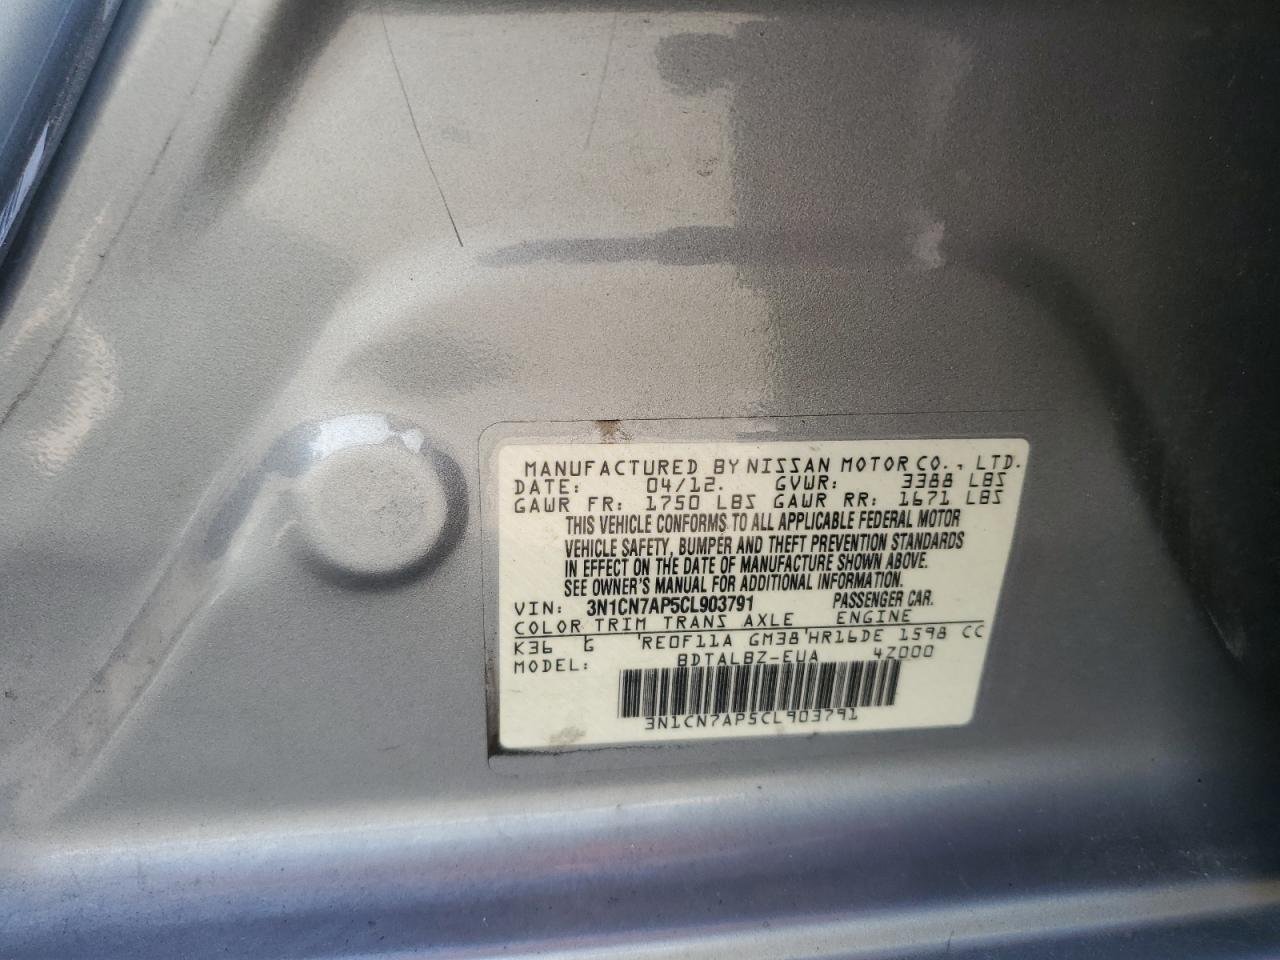 MANUFACTURED BY NISSAN MOTOR CO., LTD.
DATE: 04/12. GVWR: 3388 LBS
GAWR FR: 1750 LBS GAWR RR: 1671 LBS
THIS VEHICLE CONFORMS TO ALL APPLICABLE FEDERAL MOTOR
VEHICLE SAFETY, BUMPER AND THEFT PREVENTION STANDARDS
IN EFFECT ON THE DATE OF MANUFACTURE SHOWN ABOVE.
SEE OWNER'S MANUAL FOR ADDITIONAL INFORMATION.
VIN: 3N1CN7AP5CL903791 PASSENGER CAR.
COLOR TRIM TRANS AXLE ENGINE
K36 G RE0F11A GM38 HR16DE 1598 CC
MODEL: BDTALBZ-EUA 4Z000
3N1CN7AP5CL903791